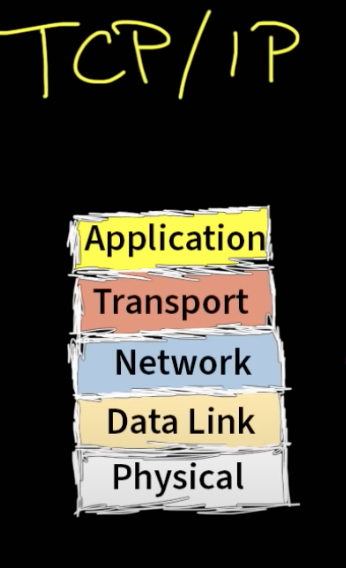 TCP/IP
Application
Transport
Network
Data Link
Physical